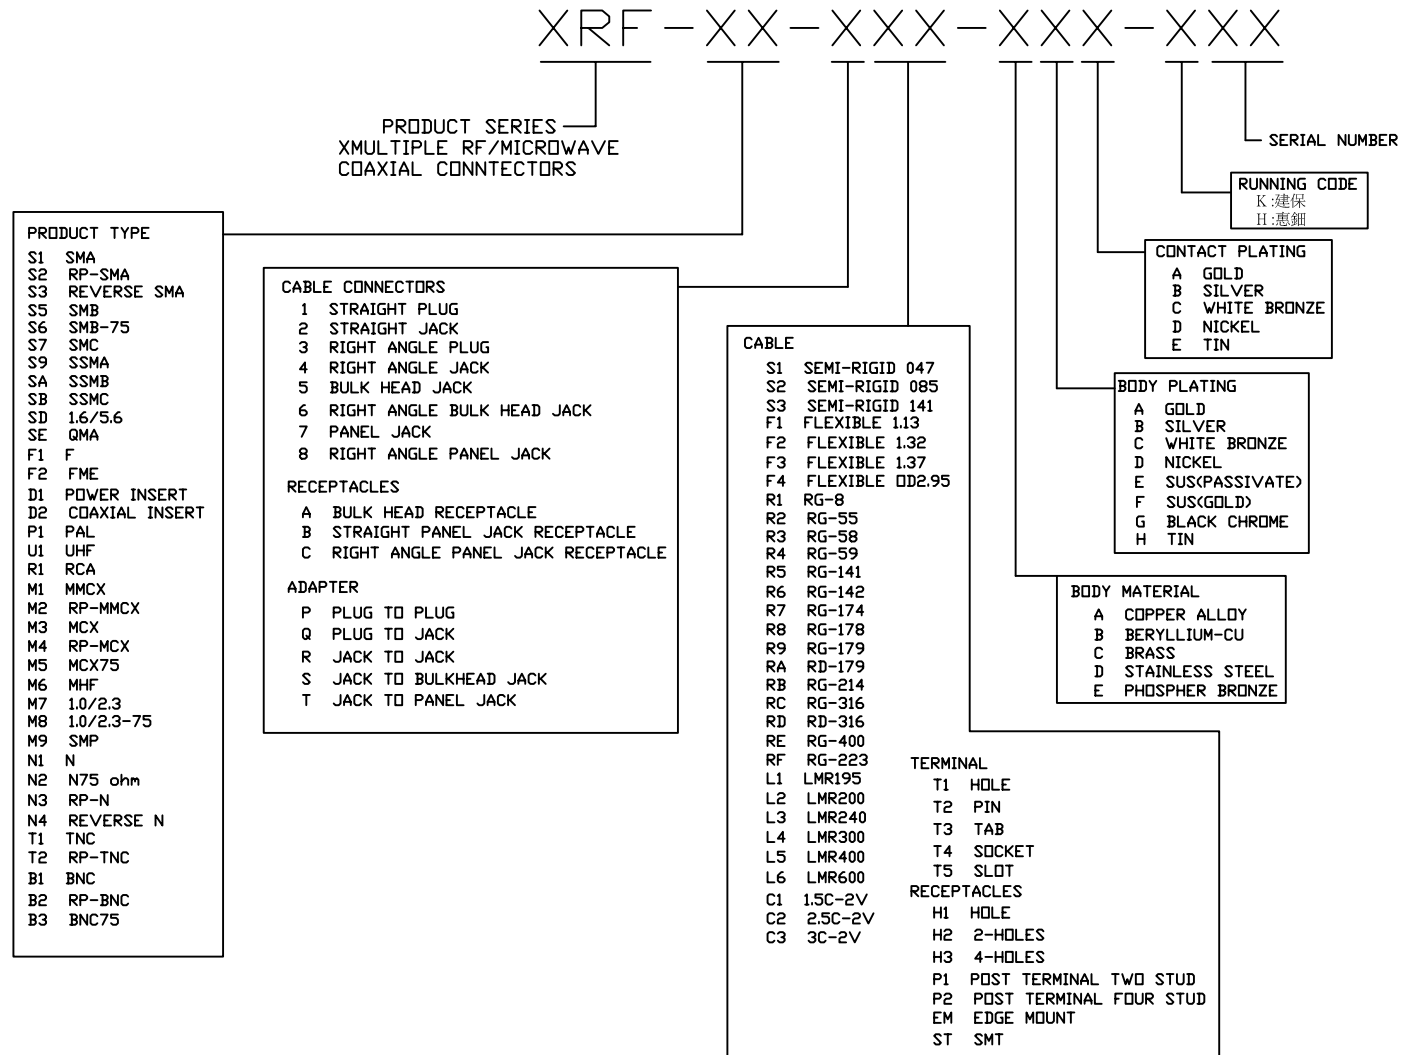 XRF-XX-XXX-XXX-XXX
PRODUCT SERIES
XMULTIPLE RF/MICROWAVE
COAXIAL CONNTECTORS
SERIAL NUMBER
RUNNING CODE
K:建保
H:惠鈿
CONTACT PLATING
A GOLD
B SILVER
C WHITE BRONZE
D NICKEL
E TIN
BODY PLATING
A GOLD
B SILVER
C WHITE BRONZE
D NICKEL
E SUS(PASSIVATE)
F SUS(GOLD)
G BLACK CHROME
H TIN
BODY MATERIAL
A COPPER ALLOY
B BERYLLIUM-CU
C BRASS
D STAINLESS STEEL
E PHOSPHER BRONZE
PRODUCT TYPE
S1 SMA
S2 RP-SMA
S3 REVERSE SMA
S5 SMB
S6 SMB-75
S7 SMC
S9 SSMA
SA SSMB
SB SSMC
SD 1.6/5.6
SE QMA
F1 F
F2 FME
D1 POWER INSERT
D2 COAXIAL INSERT
P1 PAL
U1 UHF
R1 RCA
M1 MMCX
M2 RP-MMCX
M3 MCX
M4 RP-MCX
M5 MCX75
M6 MHF
M7 1.0/2.3
M8 1.0/2.3-75
M9 SMP
N1 N
N2 N75 ohm
N3 RP-N
N4 REVERSE N
T1 TNC
T2 RP-TNC
B1 BNC
B2 RP-BNC
B3 BNC75
CABLE CONNECTORS
1 STRAIGHT PLUG
2 STRAIGHT JACK
3 RIGHT ANGLE PLUG
4 RIGHT ANGLE JACK
5 BULK HEAD JACK
6 RIGHT ANGLE BULK HEAD JACK
7 PANEL JACK
8 RIGHT ANGLE PANEL JACK
RECEPTACLES
A BULK HEAD RECEPTACLE
B STRAIGHT PANEL JACK RECEPTACLE
C RIGHT ANGLE PANEL JACK RECEPTACLE
ADAPTER
P PLUG TO PLUG
Q PLUG TO JACK
R JACK TO JACK
S JACK TO BULKHEAD JACK
T JACK TO PANEL JACK
CABLE
S1 SEMI-RIGID 047
S2 SEMI-RIGID 085
S3 SEMI-RIGID 141
F1 FLEXIBLE 1.13
F2 FLEXIBLE 1.32
F3 FLEXIBLE 1.37
F4 FLEXIBLE OD2.95
R1 RG-8
R2 RG-55
R3 RG-58
R4 RG-59
R5 RG-141
R6 RG-142
R7 RG-174
R8 RG-178
R9 RG-179
RA RD-179
RB RG-214
RC RG-316
RD RD-316
RE RG-400
RF RG-223
L1 LMR195
L2 LMR200
L3 LMR240
L4 LMR300
L5 LMR400
L6 LMR600
C1 1.5C-2V
C2 2.5C-2V
C3 3C-2V
TERMINAL
T1 HOLE
T2 PIN
T3 TAB
T4 SOCKET
T5 SLOT
RECEPTACLES
H1 HOLE
H2 2-HOLES
H3 4-HOLES
P1 POST TERMINAL TWO STUD
P2 POST TERMINAL FOUR STUD
EM EDGE MOUNT
ST SMT